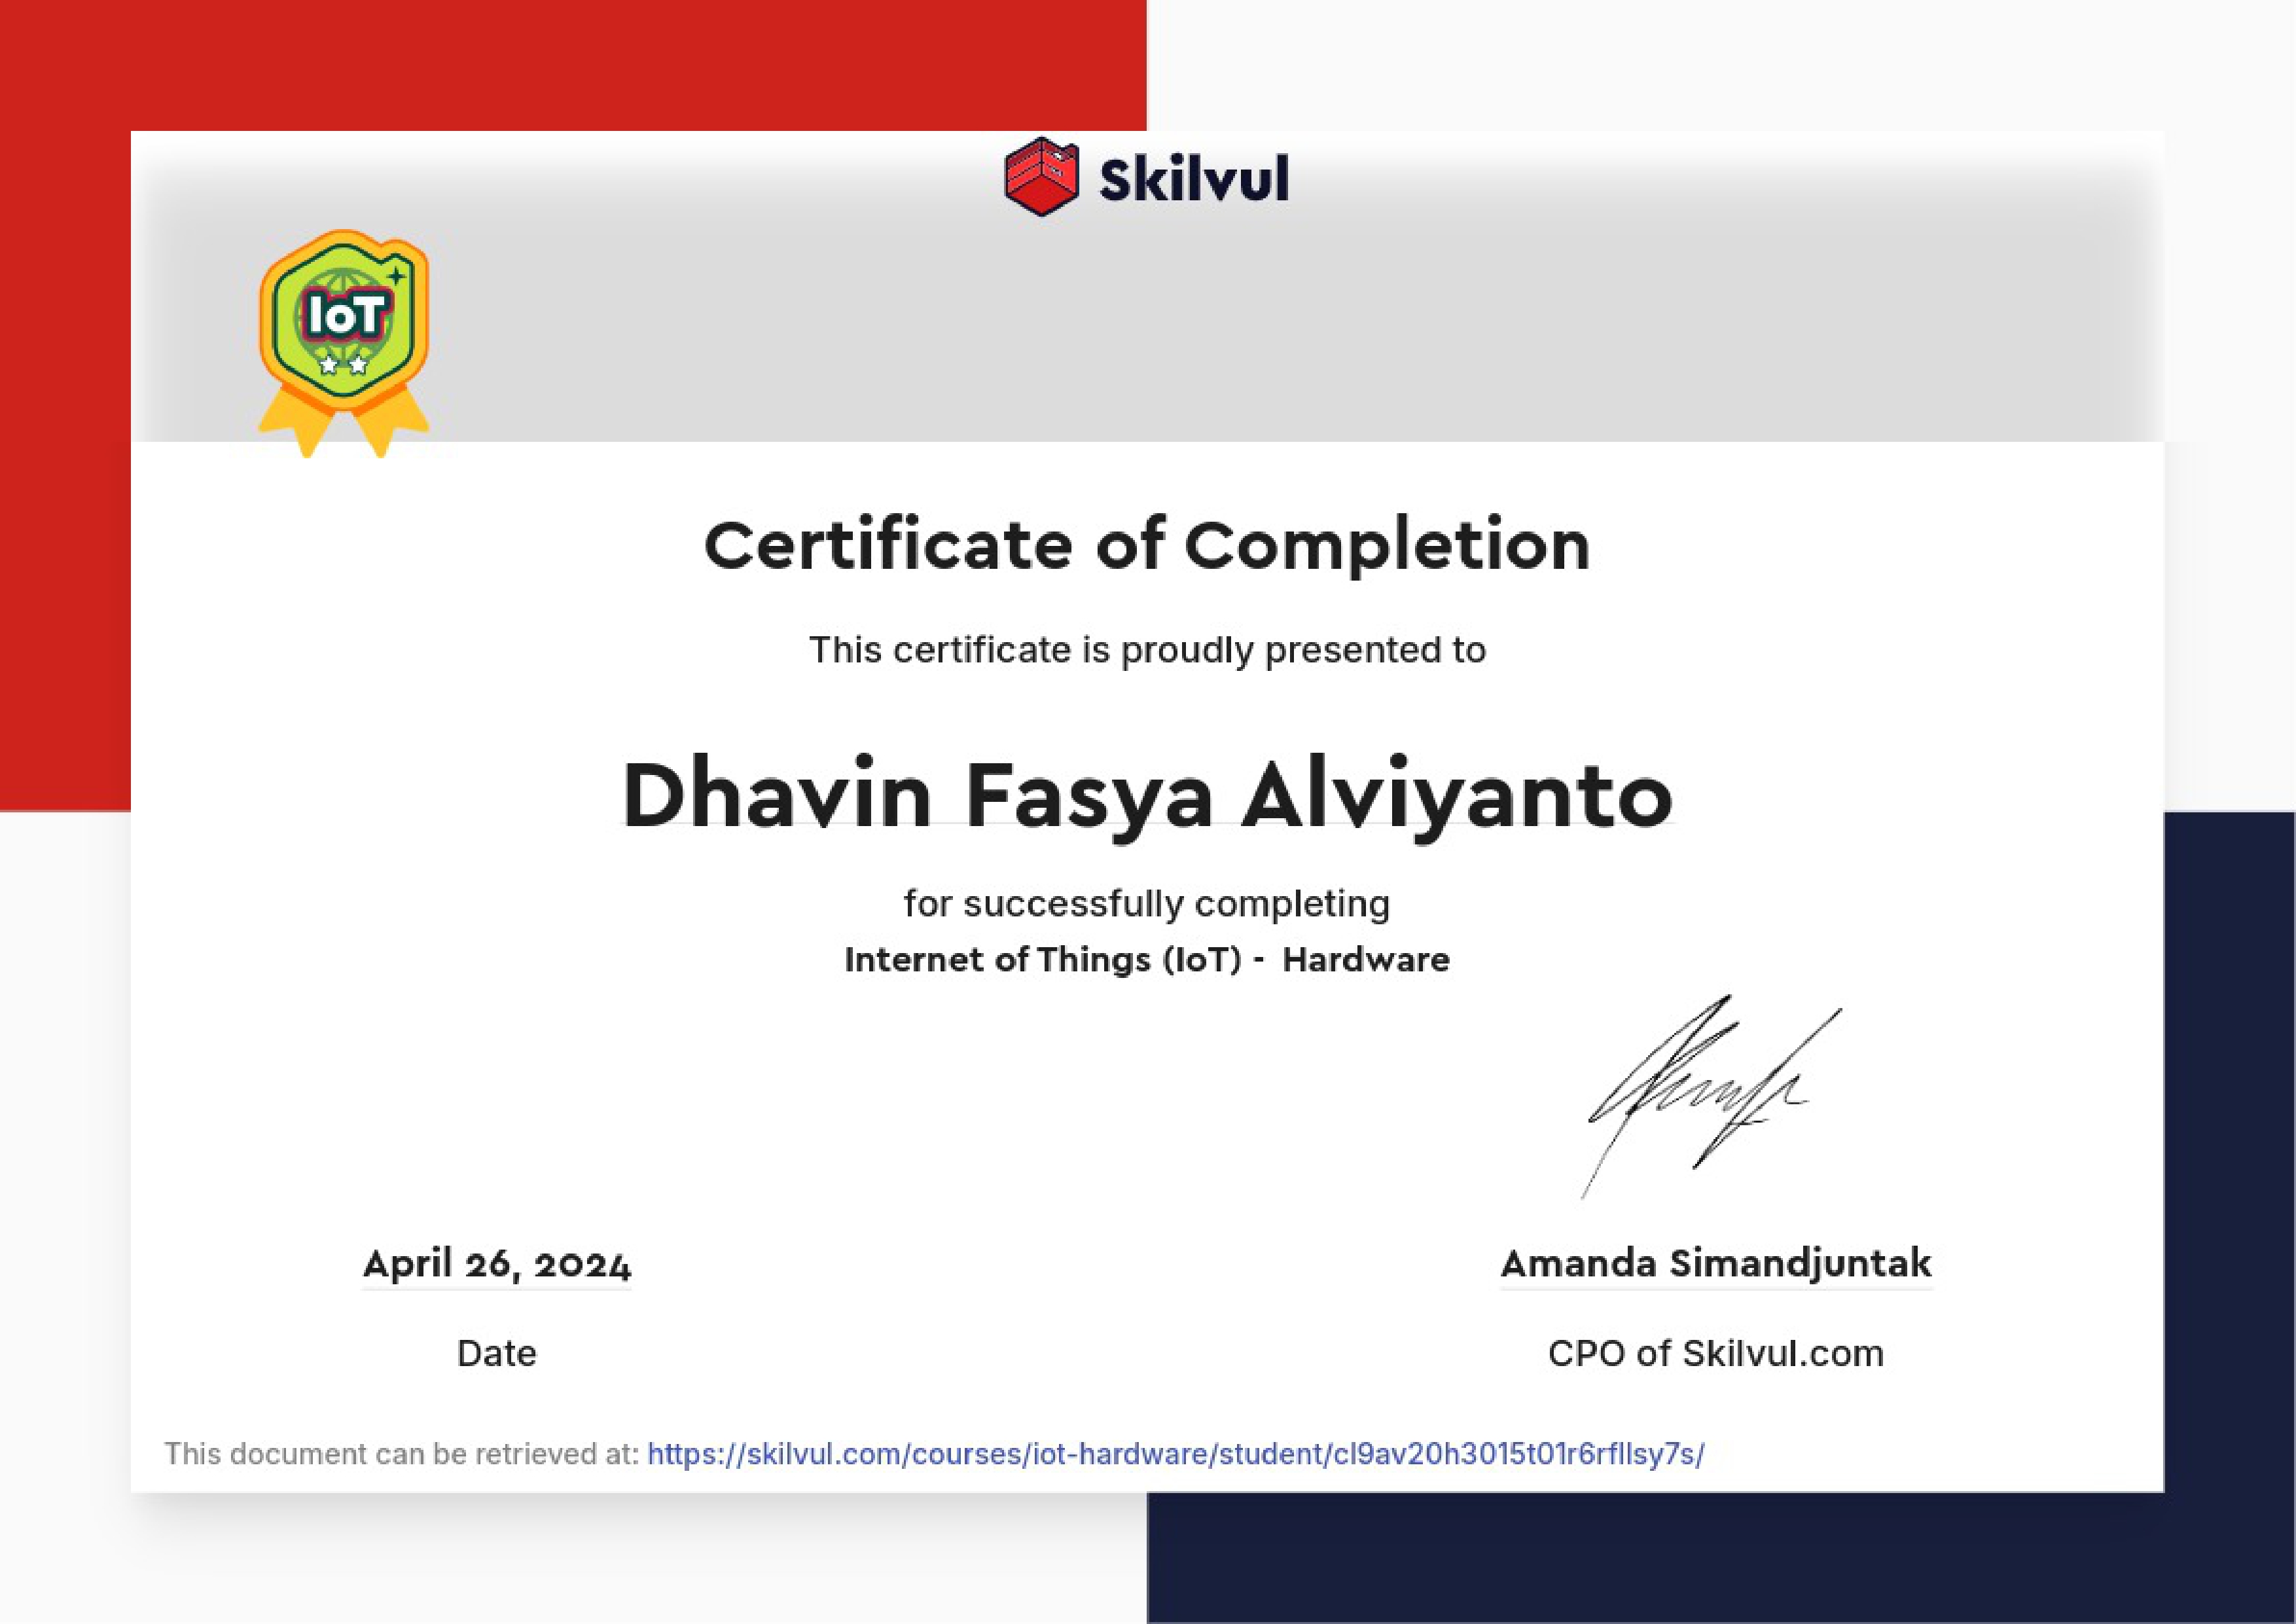 Skilvul
IoT
Certificate of Completion
This certificate is proudly presented to
Dhavin Fasya Alviyanto
for successfully completing
Internet of Things (IoT) - Hardware
April 26, 2024
Amanda Simandjuntak
Date
CPO of Skilvul.com
This document can be retrieved at: https://skilvul.com/courses/iot-hardware/student/cl9av20h3015t01r6rfllsy7s/